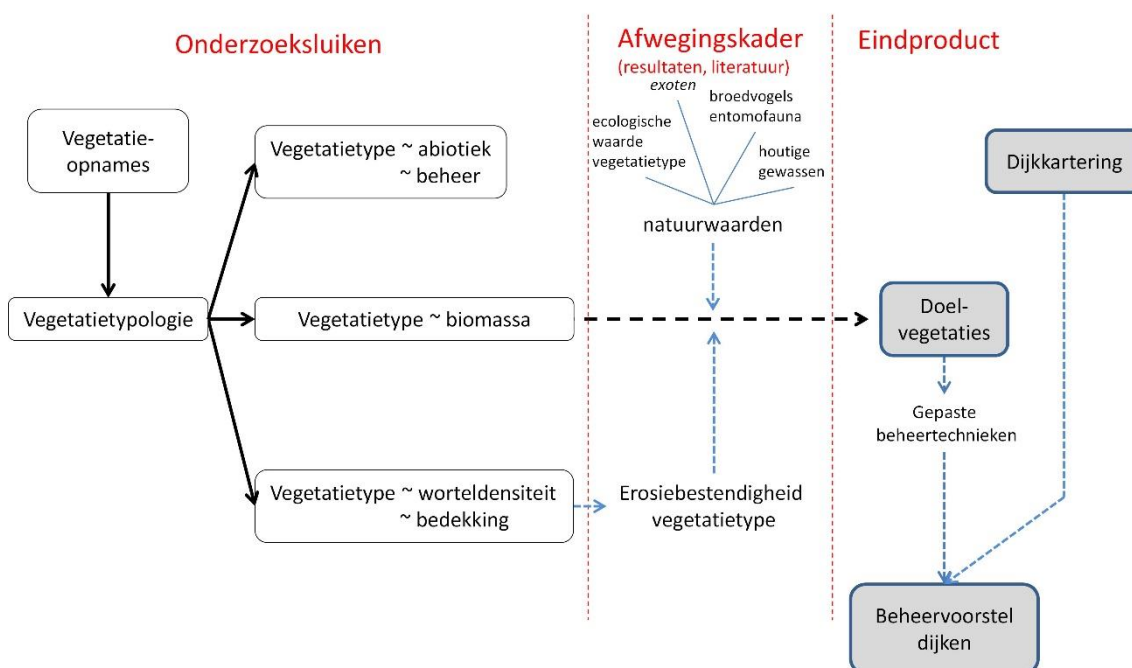 Onderzoeksluiken
Vegetatie-
opnames
Vegetatietypologie
Vegetatietype ~ abiotiek
~ beheer
Vegetatietype ~ biomassa
Vegetatietype ~ worteldensiteit
~ bedekking
Afwegingskader
(resultaten, literatuur)
exoten
broedvogels
entomofauna
ecologische
waarde
vegetatietype
houtige
gewassen
natuurwaarden
Erosiebestendigheid
vegetatietype
Eindproduct
Dijkkartering
Doel-
vegetaties
Gepaste
beheertechnieken
Beheervoorstel
dijken